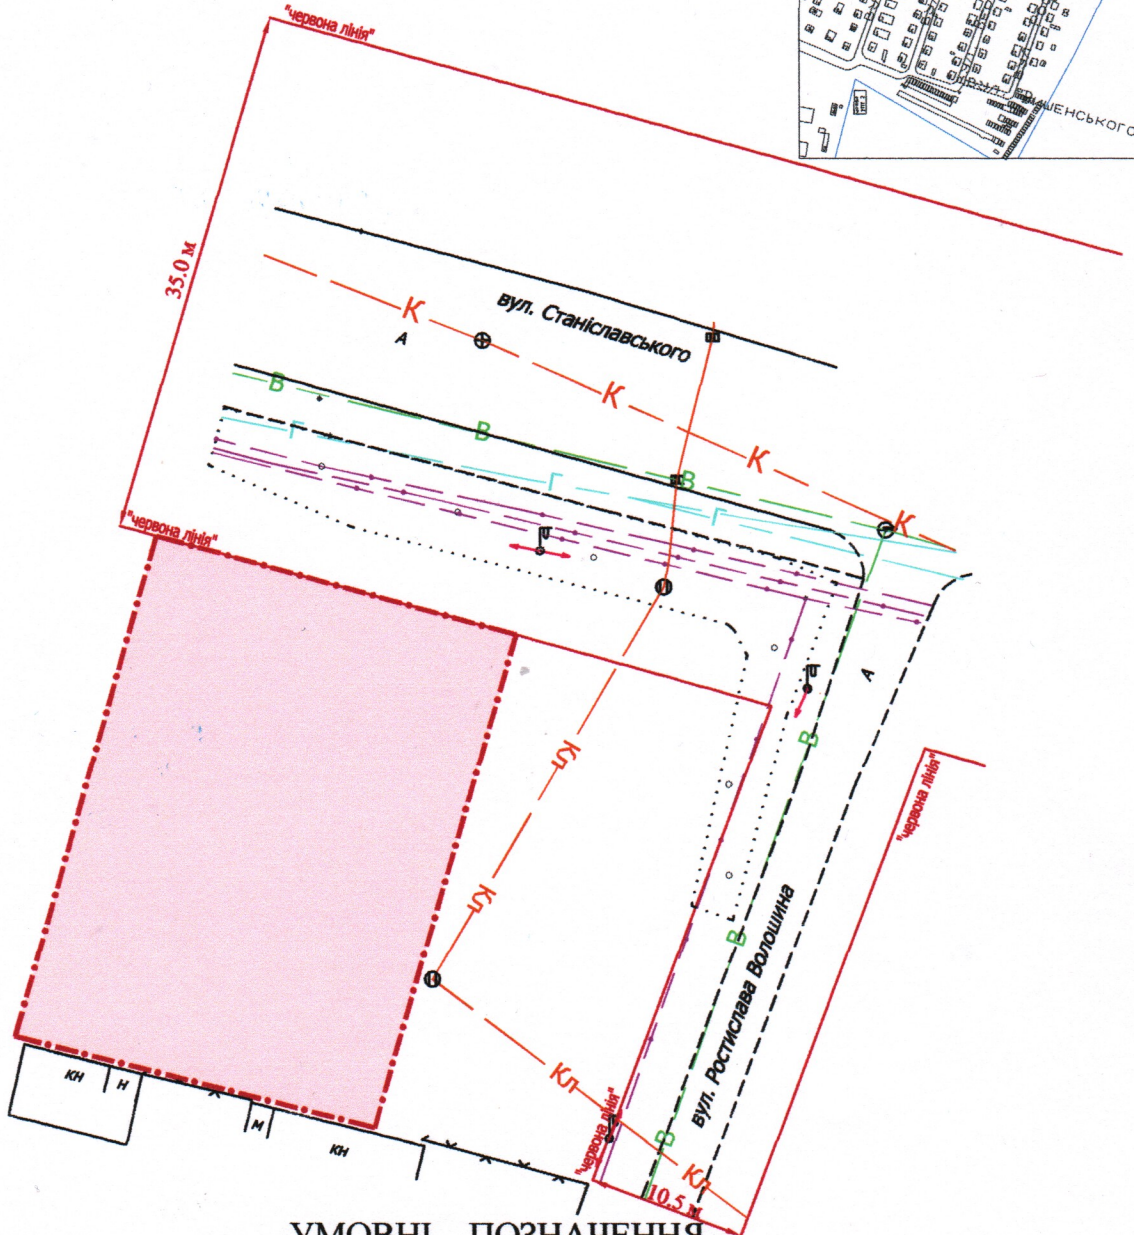 "червона лінія"
35.0 м
вул. Станіславського
К
А
К
К
К
В
В
В
Г
Г
Г
"червона лінія"
"червона лінія"
А
Кл
Кл
Кл
Кл
В
В
В
вул. Ростислава Волошина
"червона лінія"
10.5 м
КН
Н
М
КН
УМОВНІ ПОЗНАЧЕННЯ